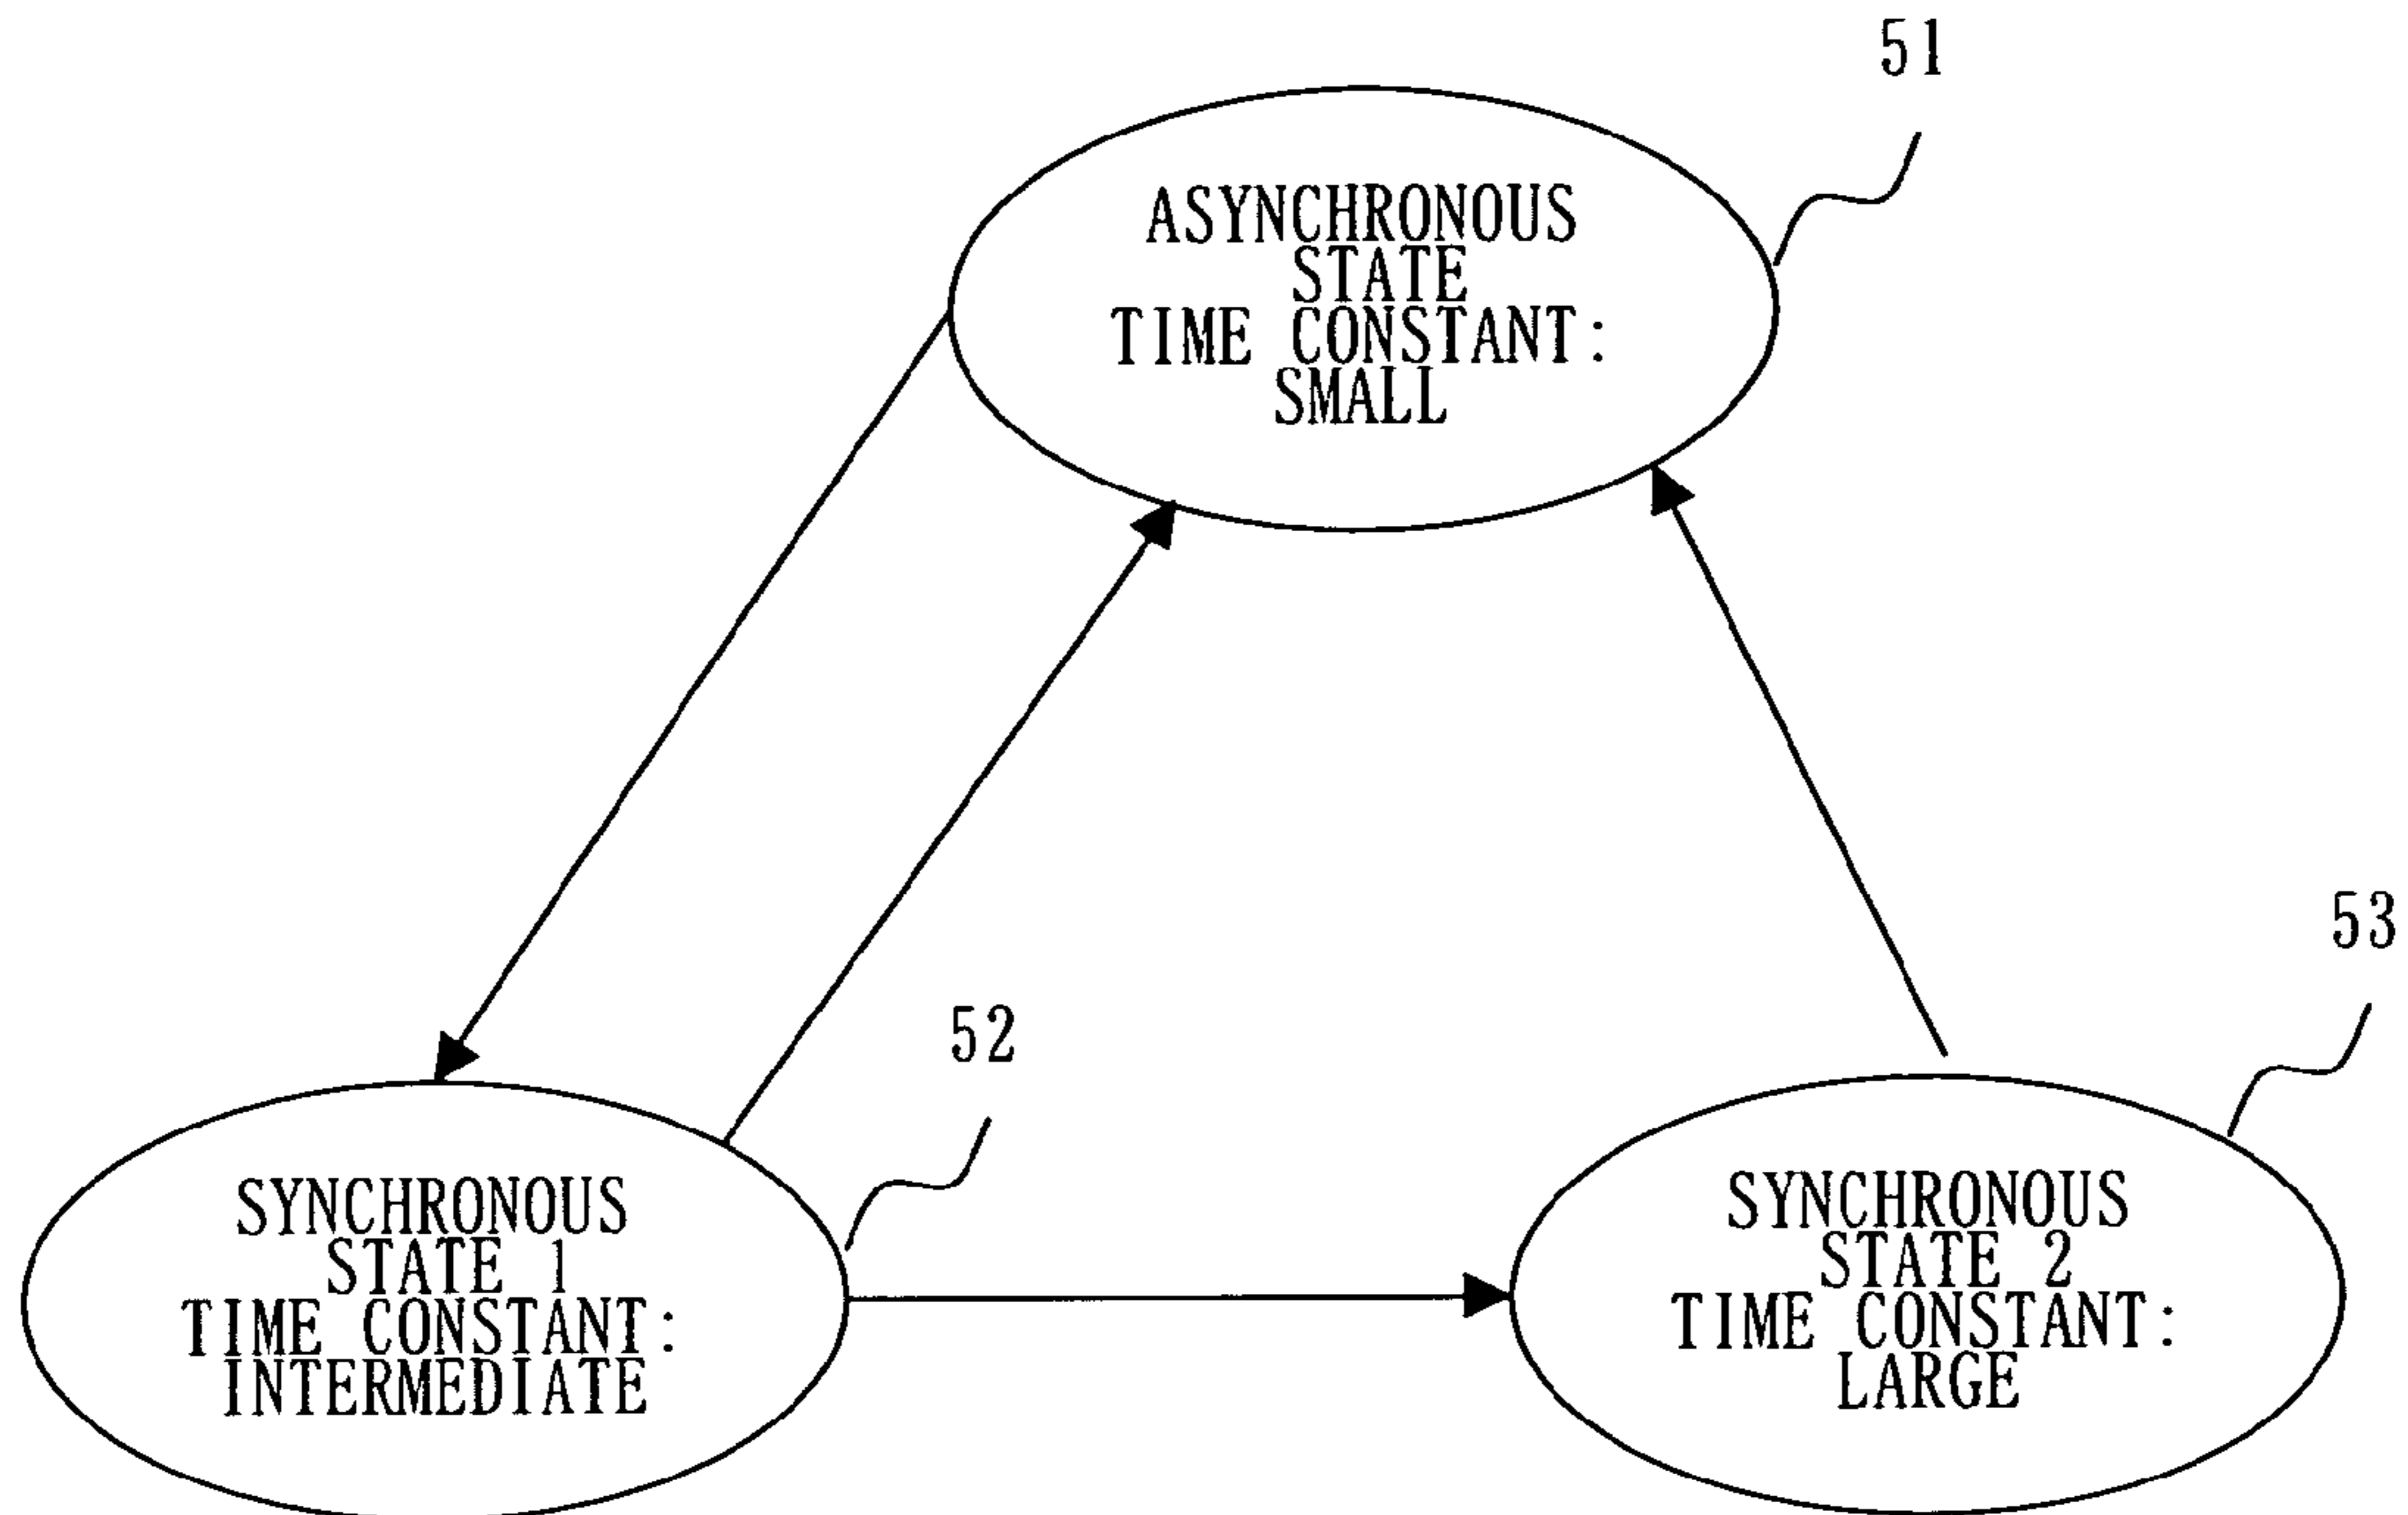 51
ASYNCHRONOUS
STATE
TIME CONSTANT:
SMALL
53
52
SYNCHRONOUS
STATE 1
TIME CONSTANT:
INTERMEDIATE
SYNCHRONOUS
STATE 2
TIME CONSTANT:
LARGE